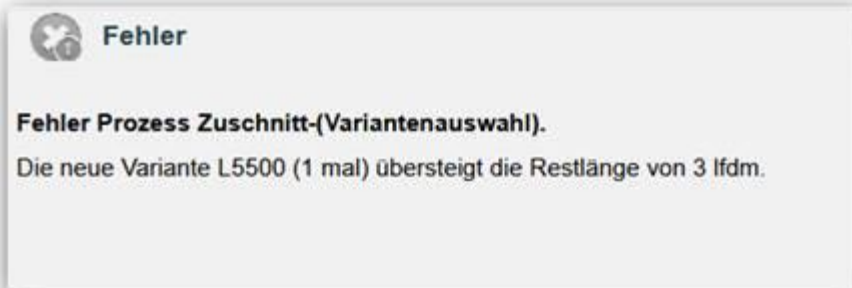 Fehler
Fehler Prozess Zuschnitt-(Variantenauswahl).
Die neue Variante L5500 (1 mal) übersteigt die Restlänge von 3 lfdm.